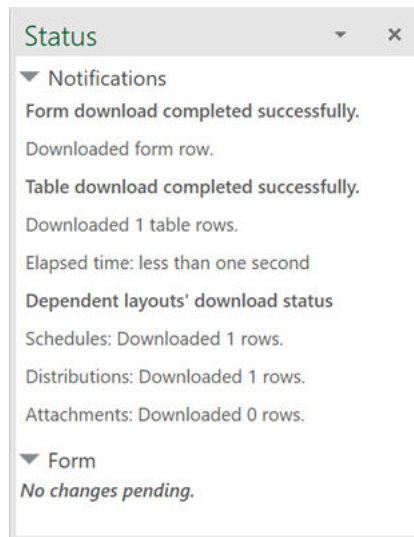 Status
Notifications
Form download completed successfully.
Downloaded form row.
Table download completed successfully.
Downloaded 1 table rows.
Elapsed time: less than one second
Dependent layouts' download status
Schedules: Downloaded 1 rows.
Distributions: Downloaded 1 rows.
Attachments: Downloaded 0 rows.
Form
No changes pending.